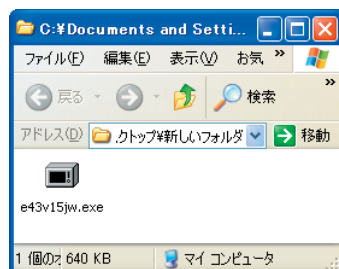 C:¥Documents and Setti...
ファイル(F) 編集(E) 表示(V) お気 »
戻る 検索 »
アドレス(D) クトップ¥新しいフォルダ 移動
e43v15jw.exe
1 個のオ 640 KB マイ コンピュータ